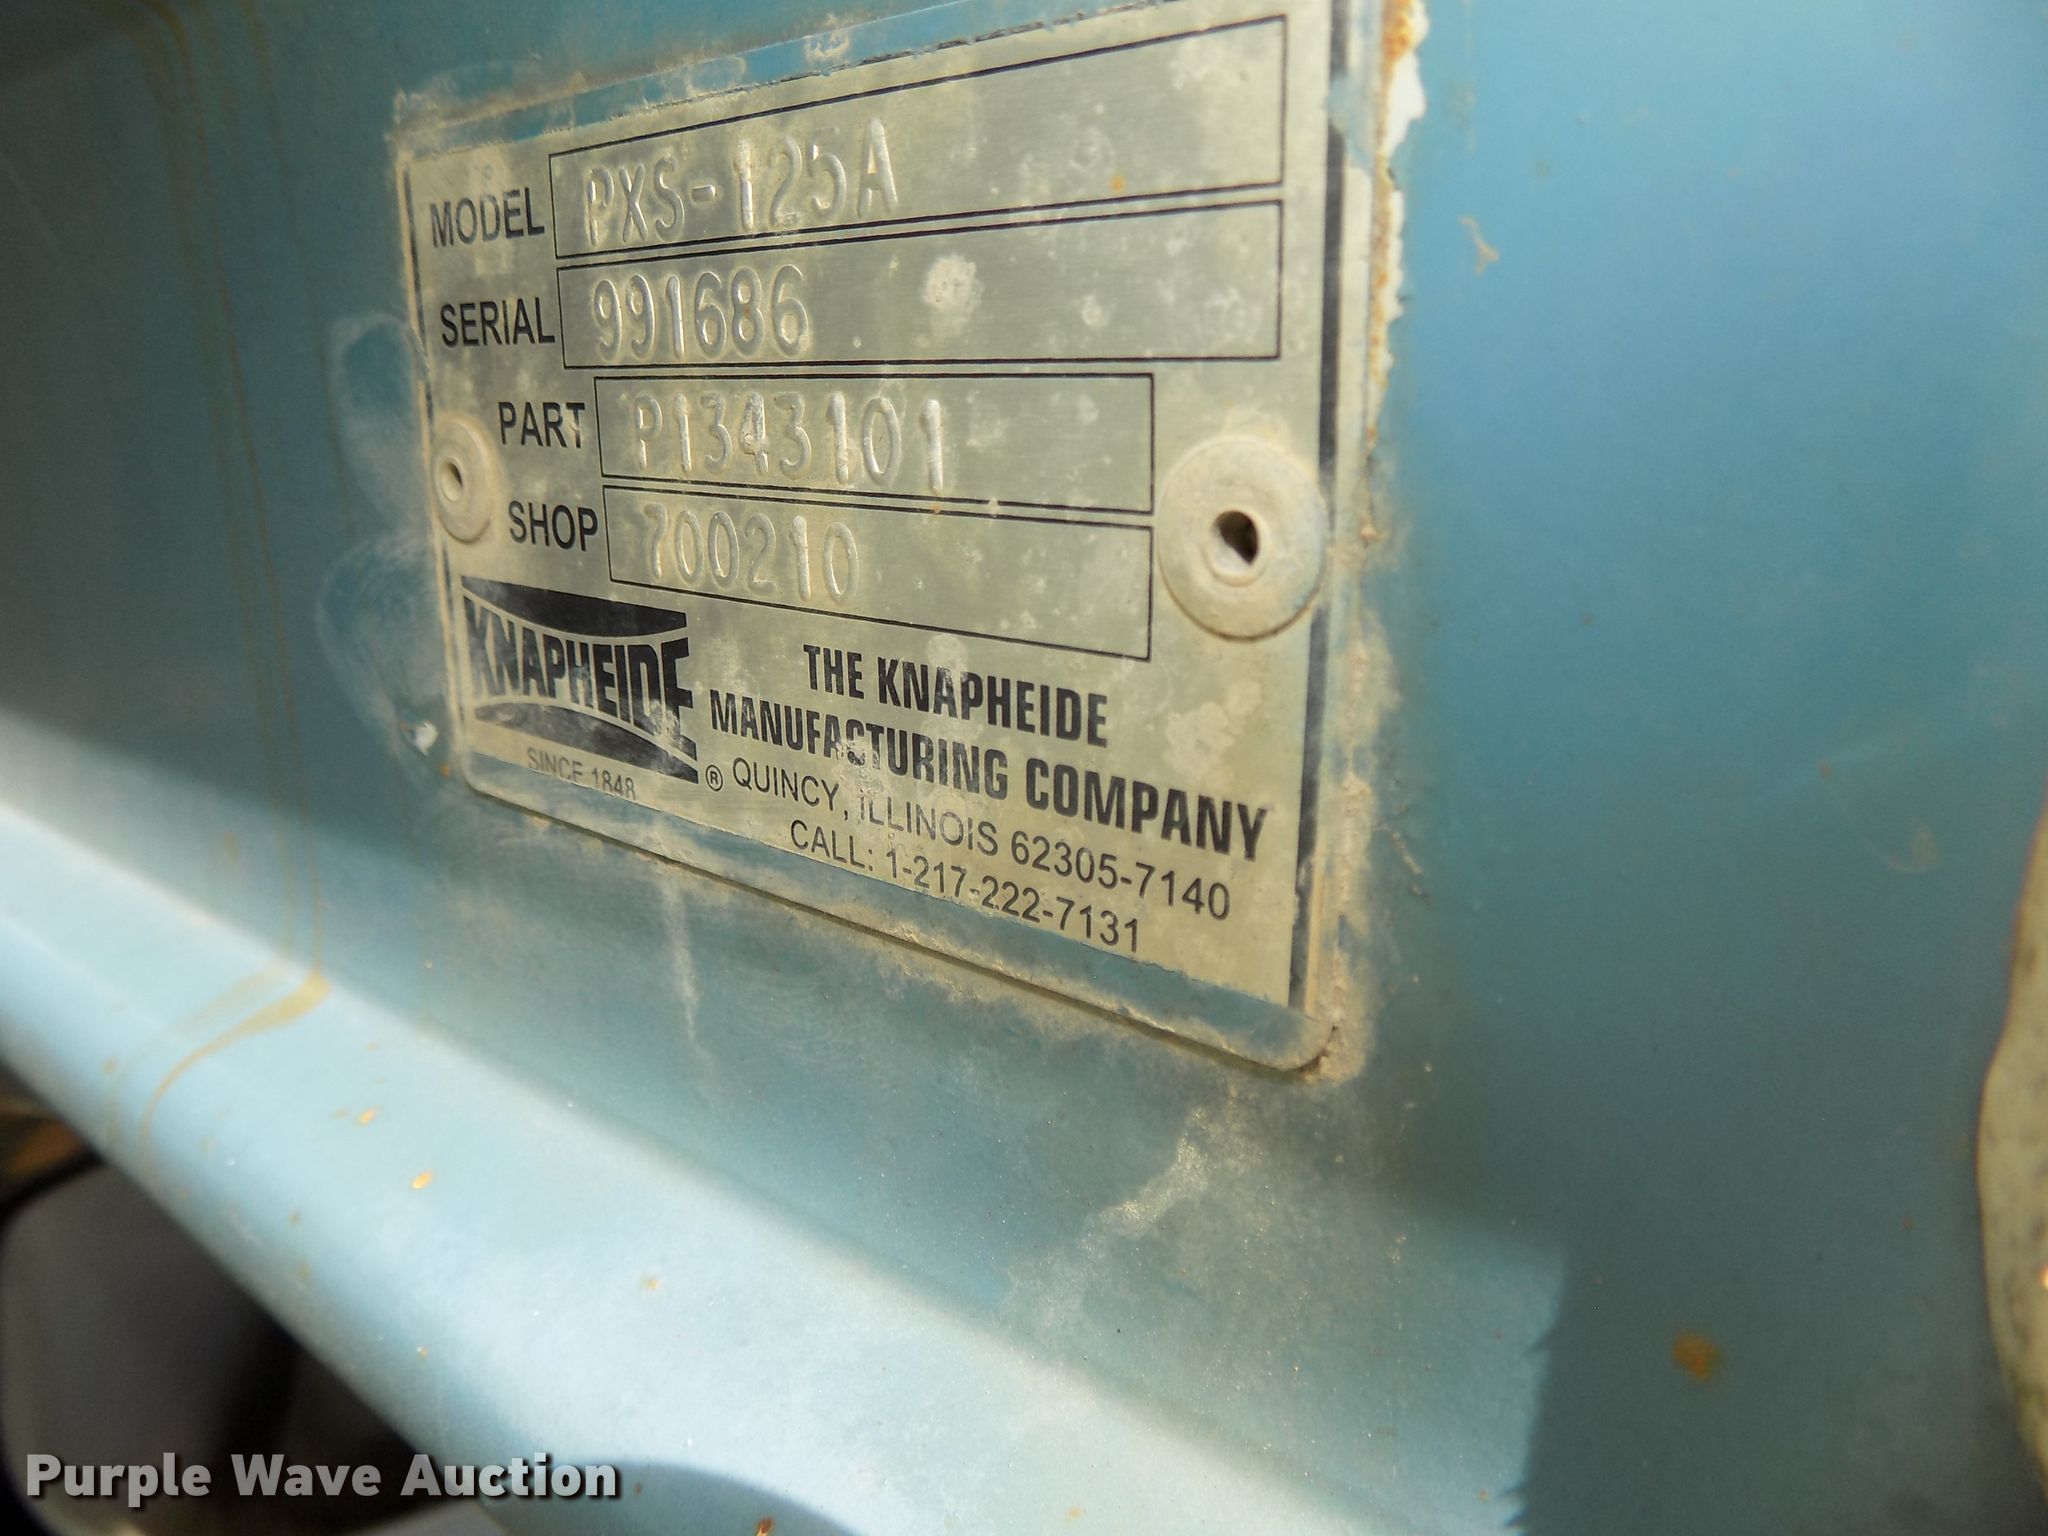 MODEL PXS-125A
SERIAL 991686
PART P1343101
SHOP 700210
KNAPHEIDE ®
SINCE 1848
THE KNAPHEIDE
MANUFACTURING COMPANY
QUINCY, ILLINOIS 62305-7140
CALL: 1-217-222-7131
Purple Wave Auction